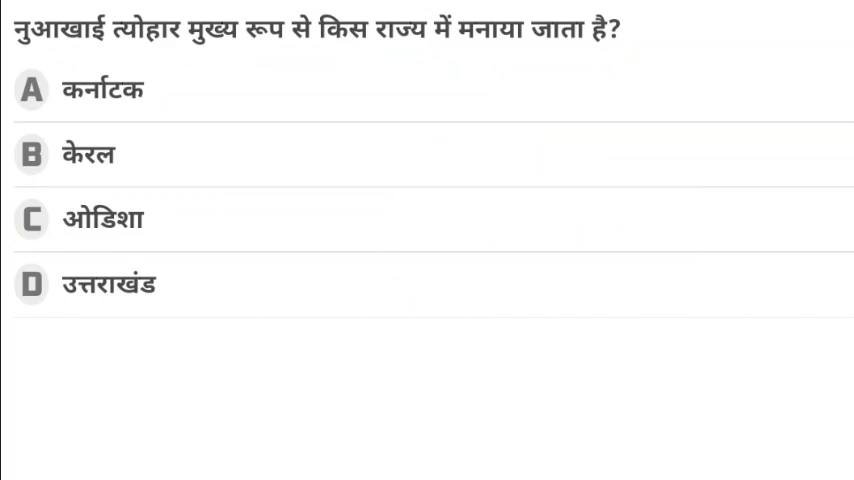 नुआखाई त्योहार मुख्य रूप से किस राज्य में मनाया जाता है?
A कर्नाटक
B केरल
C ओडिशा
D उत्तराखंड